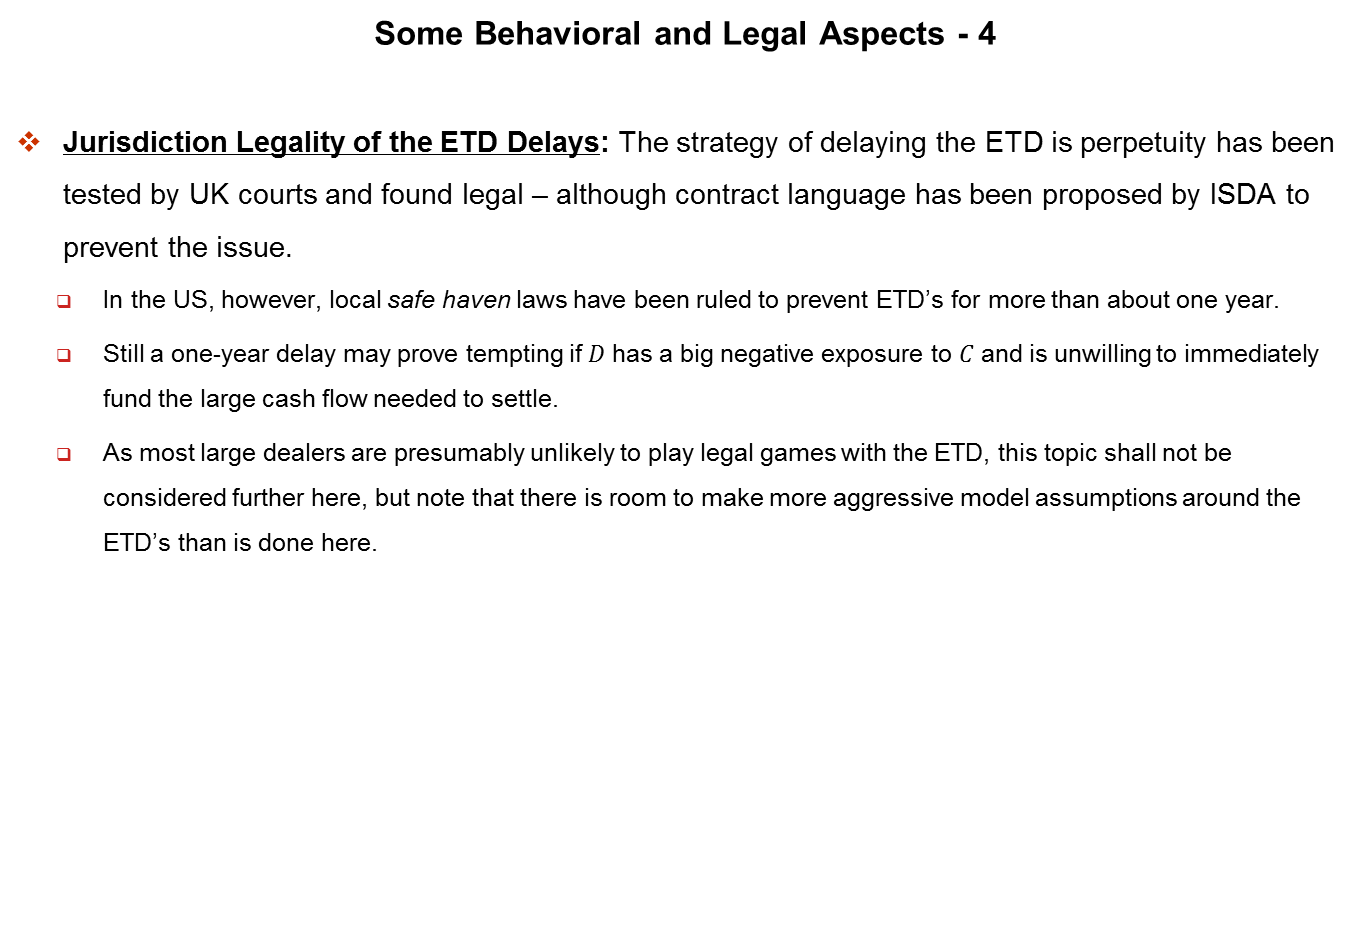 Some Behavioral and Legal Aspects - 4
Jurisdiction Legality of the ETD Delays: The strategy of delaying the ETD is perpetuity has been
tested by UK courts and found legal – although contract language has been proposed by ISDA to
prevent the issue.
In the US, however, local safe haven laws have been ruled to prevent ETD’s for more than about one year.
Still a one-year delay may prove tempting if D has a big negative exposure to C and is unwilling to immediately
fund the large cash flow needed to settle.
As most large dealers are presumably unlikely to play legal games with the ETD, this topic shall not be
considered further here, but note that there is room to make more aggressive model assumptions around the
ETD’s than is done here.